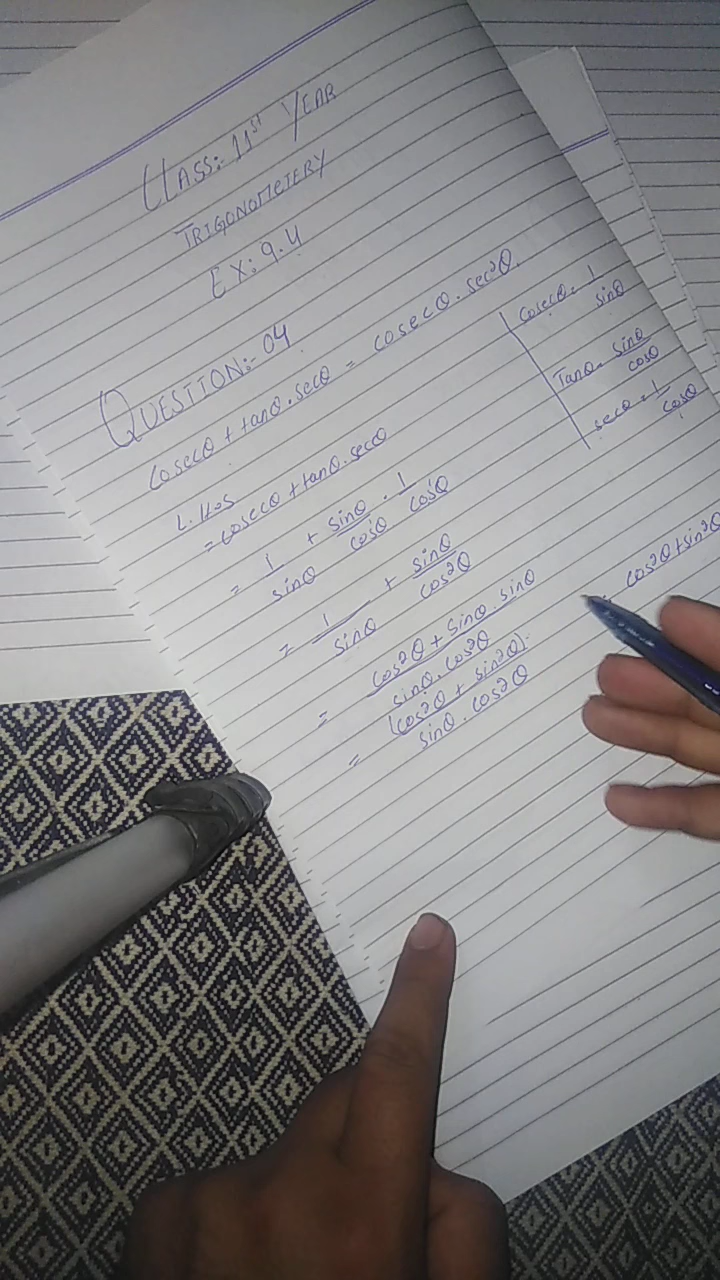 CLASS:- 11st YEAR
TRIGONOMETERY
EX: 9.4
QUESTION:- 04
cosecθ + tanθ . secθ = cosecθ . sec²θ.
L.H.S
= cosecθ + tanθ . secθ
= 1/sinθ + sinθ/cosθ . 1/cosθ
= 1/sinθ + sinθ/cos²θ
= cos²θ + sinθ . sinθ / sinθ . cos²θ
= (cos²θ + sin²θ) / sinθ . cos²θ
cosecθ = 1/sinθ
Tanθ = sinθ/cosθ
secθ = 1/cosθ
cos²θ + sin²θ